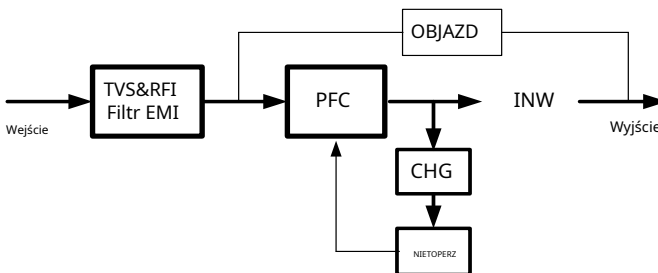 OBJAZD
TVS&RFI
Filtr EMI
PFC
INW
Wejście
Wyjście
CHG
NIETOPERZ